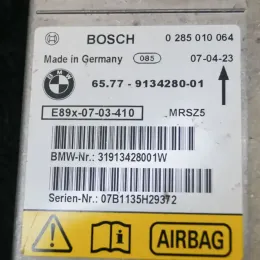 BOSCH 0 285 010 064
Made in Germany 085 07-04-23
BMW 65.77 - 9134280-01
E89x-07-03-410 MRSZ5
BMW-Nr.: 31913428001W
Serien-Nr.: 07B1135H29372
AIRBAG